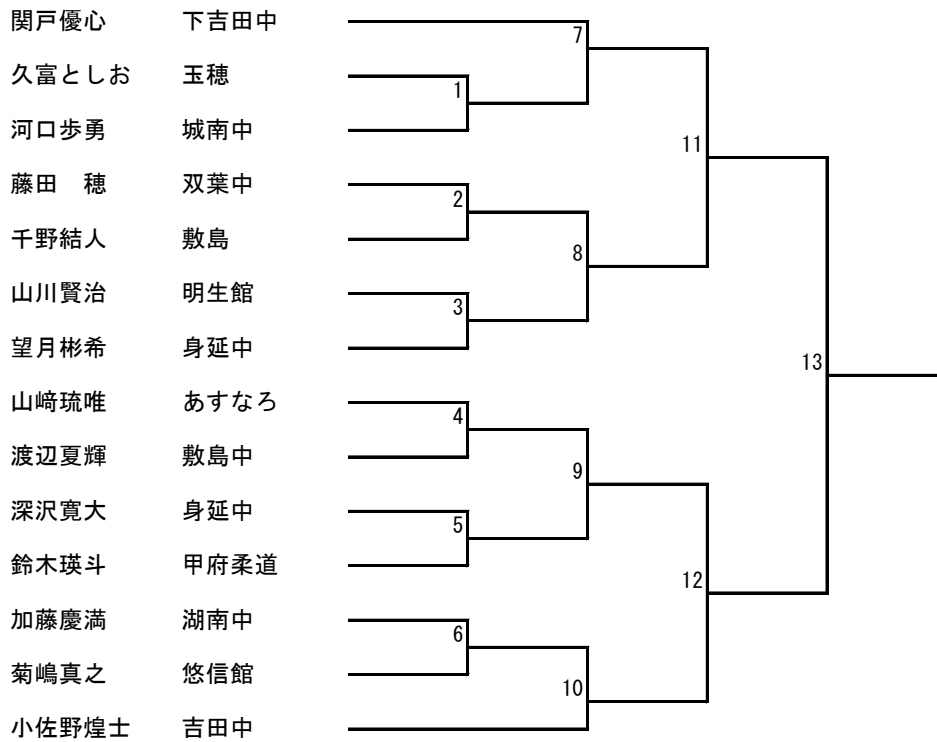 関戸優心 下吉田中
7
久富としお 玉穂
1
河口歩勇 城南中
11
藤田　穂 双葉中
2
千野結人 敷島
8
山川賢治 明生館
3
望月彬希 身延中
13
山﨑琉唯 あすなろ
4
渡辺夏輝 敷島中
9
深沢寛大 身延中
5
鈴木瑛斗 甲府柔道
12
加藤慶満 湖南中
6
菊嶋真之 悠信館
10
小佐野煌士 吉田中